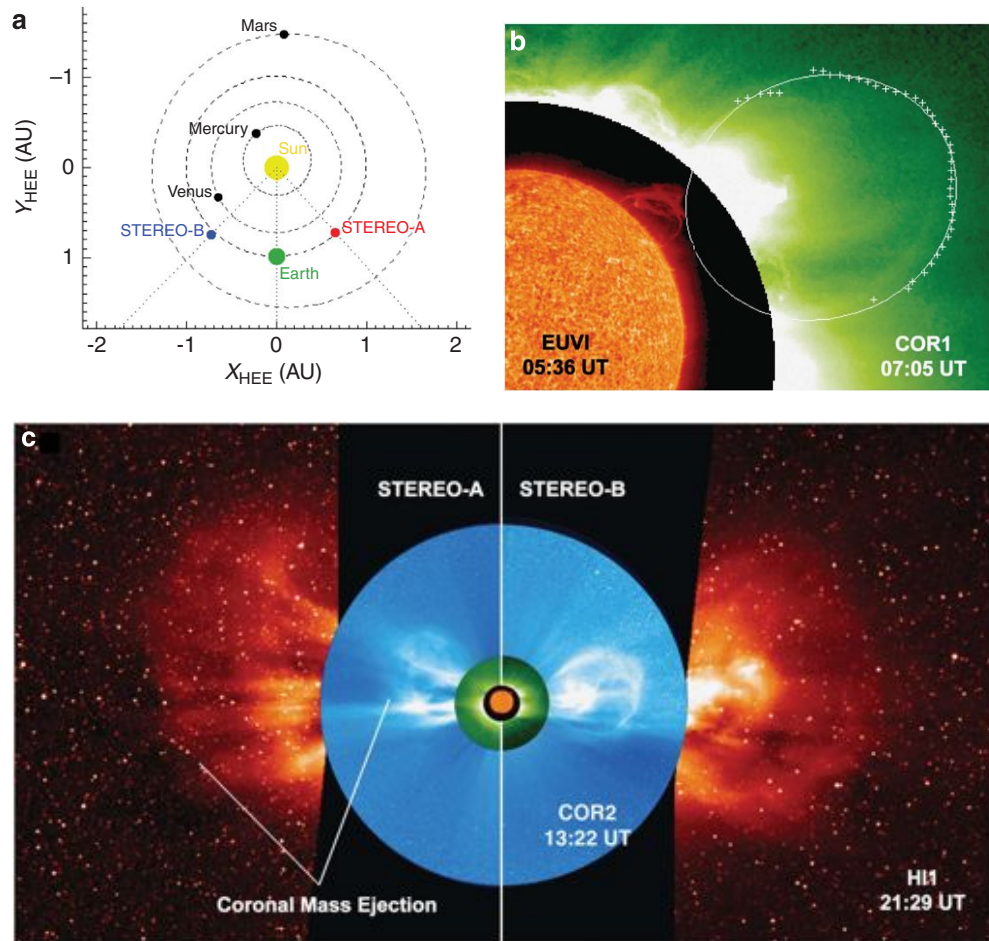 a
Mars
-1
Mercury
Sun
0
Venus
STEREO-B
STEREO-A
1
Earth
-2
-1
0
1
2
X HEE (AU)
Y HEE (AU)
b
EUVI
05:36 UT
COR1
07:05 UT
c
STEREO-A
STEREO-B
COR2
13:22 UT
Coronal Mass Ejection
HI1
21:29 UT